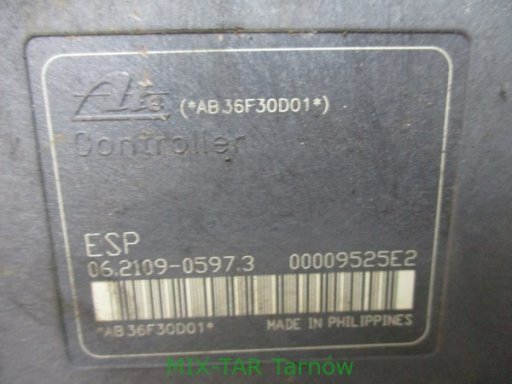 Ate (*AB36F30D01*)
Controller
ESP
06.2109-0597.3 00009525E2
*AB36F30D01* MADE IN PHILIPPINES
MIX-TAR Tarnów